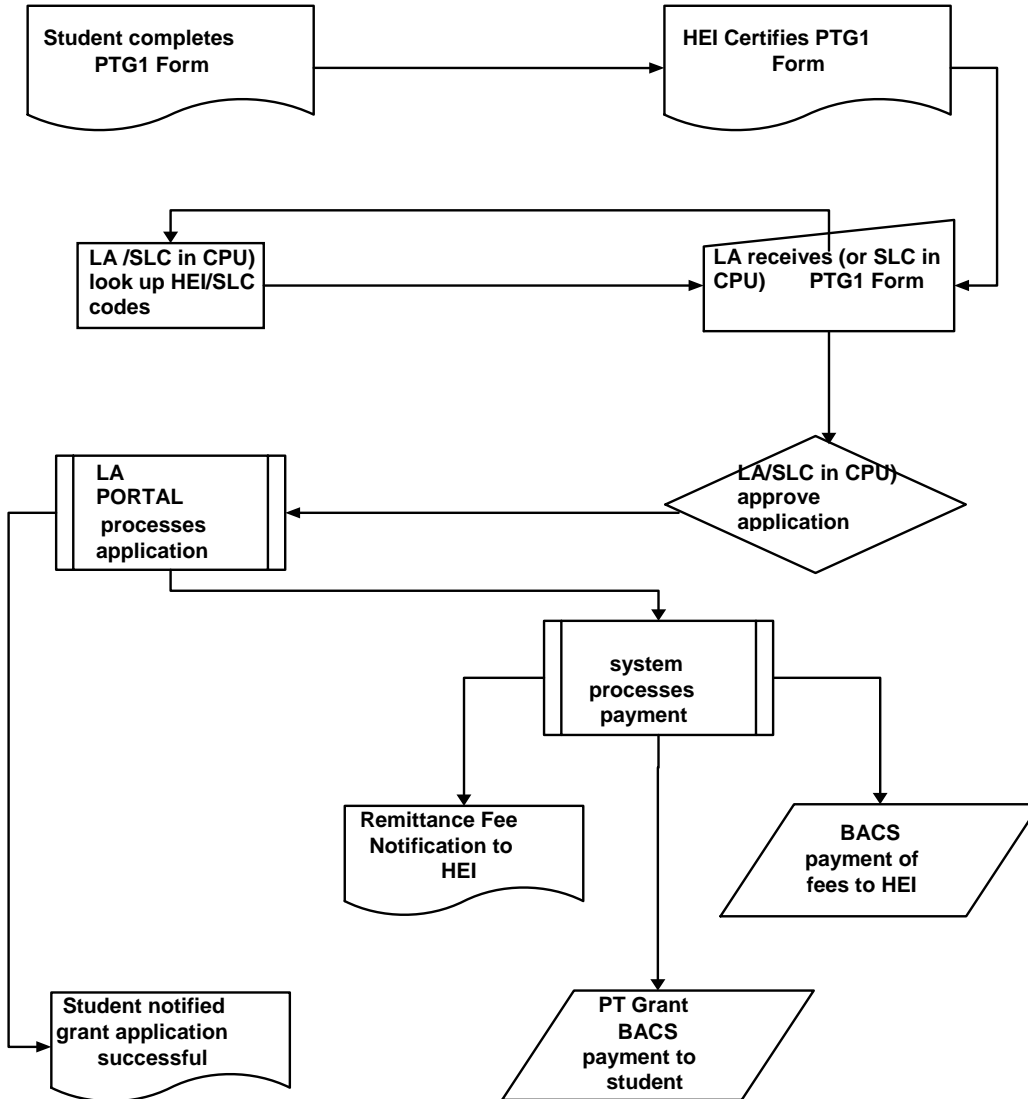 Student completes
PTG1 Form
HEI Certifies PTG1
Form
LA /SLC in CPU)
look up HEI/SLC
codes
LA receives (or SLC in
CPU) PTG1 Form
LA/SLC in CPU)
approve
application
LA
PORTAL
processes
application
system
processes
payment
Remittance Fee
Notification to
HEI
BACS
payment of
fees to HEI
Student notified
grant application
successful
PT Grant
BACS
payment to
student